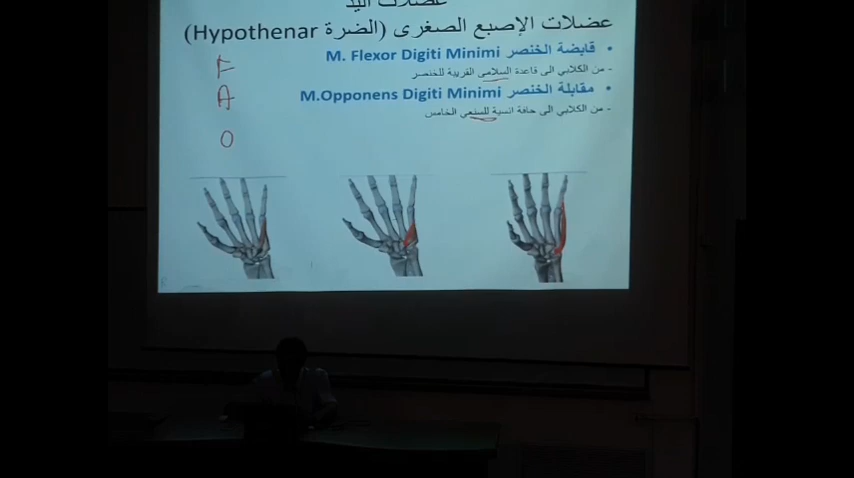 عضلات اليد
عضلات الإصبع الصغرى (الضرة Hypothenar)
• قابضة الخنصر M. Flexor Digiti Minimi
- من الكلابي الى قاعدة السلامى القريبة للخنصر
• مقابلة الخنصر M.Opponens Digiti Minimi
- من الكلابي الى حافة انسية للسنعي الخامس
F
A
O